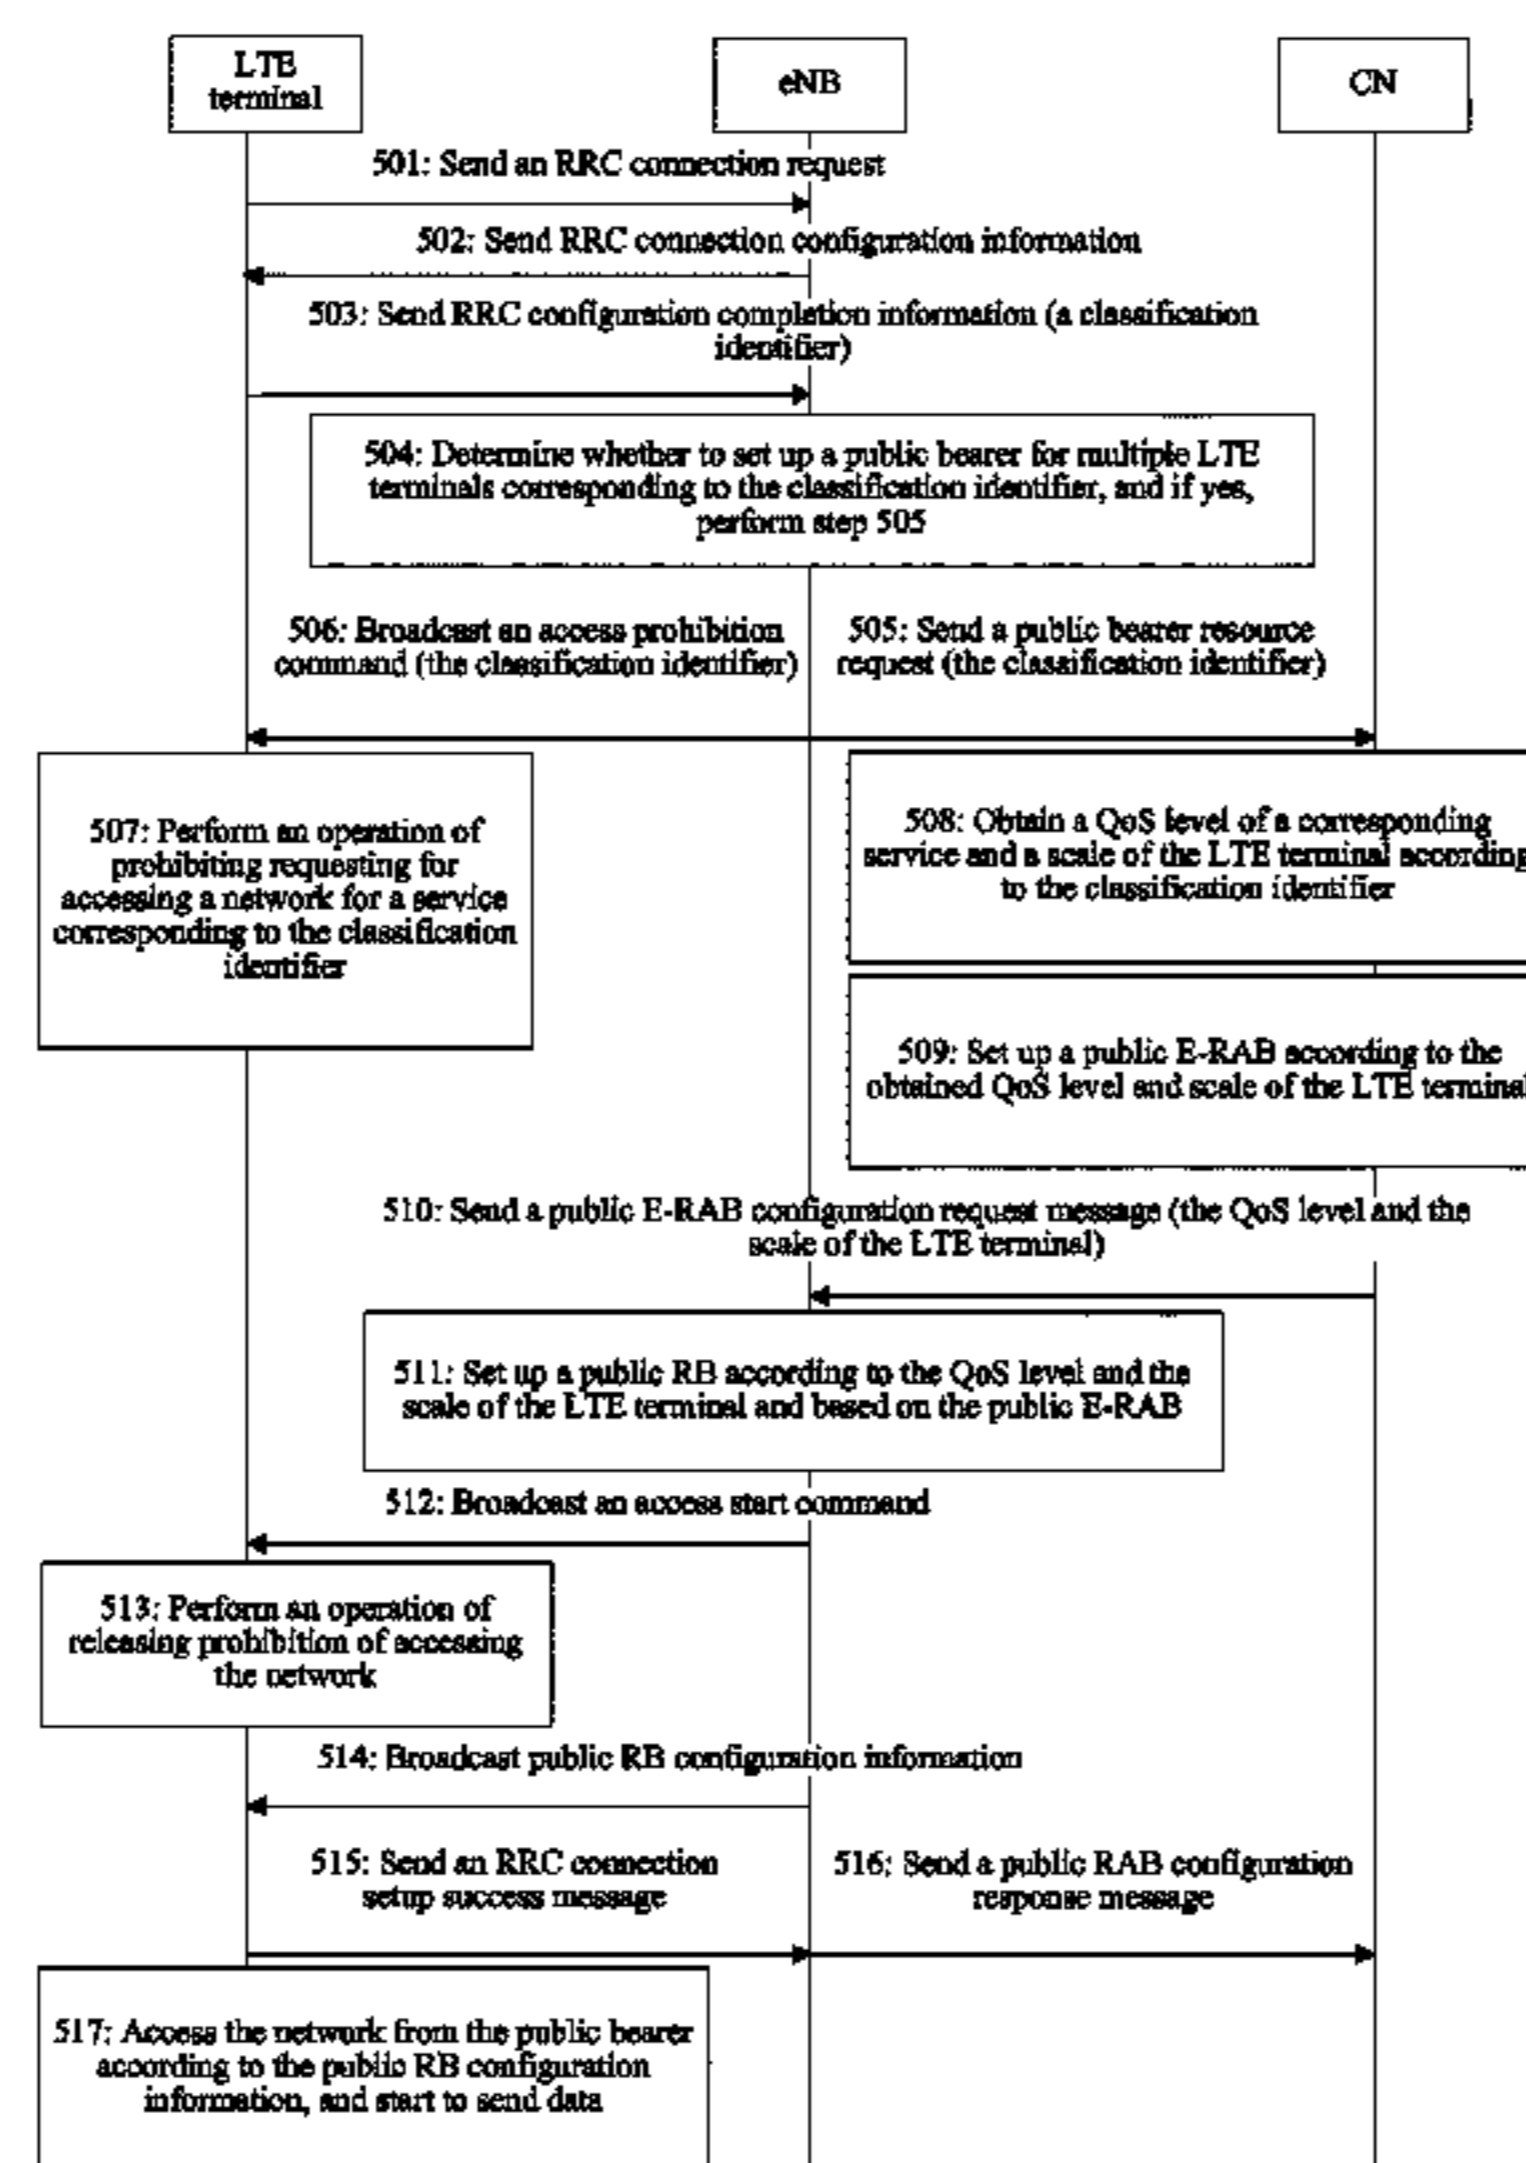 LTE
terminal
eNB
CN
501: Send an RRC connection request
502: Send RRC connection configuration information
503: Send RRC configuration completion information (a classification
identifier)
504: Determine whether to set up a public bearer for multiple LTE
terminals corresponding to the classification identifier, and if yes,
perform step 505
506: Broadcast an access prohibition
command (the classification identifier)
505: Send a public bearer resource
request (the classification identifier)
507: Perform an operation of
prohibiting requesting for
accessing a network for a service
corresponding to the classification
identifier
508: Obtain a QoS level of a corresponding
service and a scale of the LTE terminal according
to the classification identifier
509: Set up a public E-RAB according to the
obtained QoS level and scale of the LTE terminal
510: Send a public E-RAB configuration request message (the QoS level and the
scale of the LTE terminal)
511: Set up a public RB according to the QoS level and the
scale of the LTE terminal and based on the public E-RAB
512: Broadcast an access start command
513: Perform an operation of
releasing prohibition of accessing
the network
514: Broadcast public RB configuration information
515: Send an RRC connection
setup success message
516: Send a public RAB configuration
response message
517: Access the network from the public bearer
according to the public RB configuration
information, and start to send data